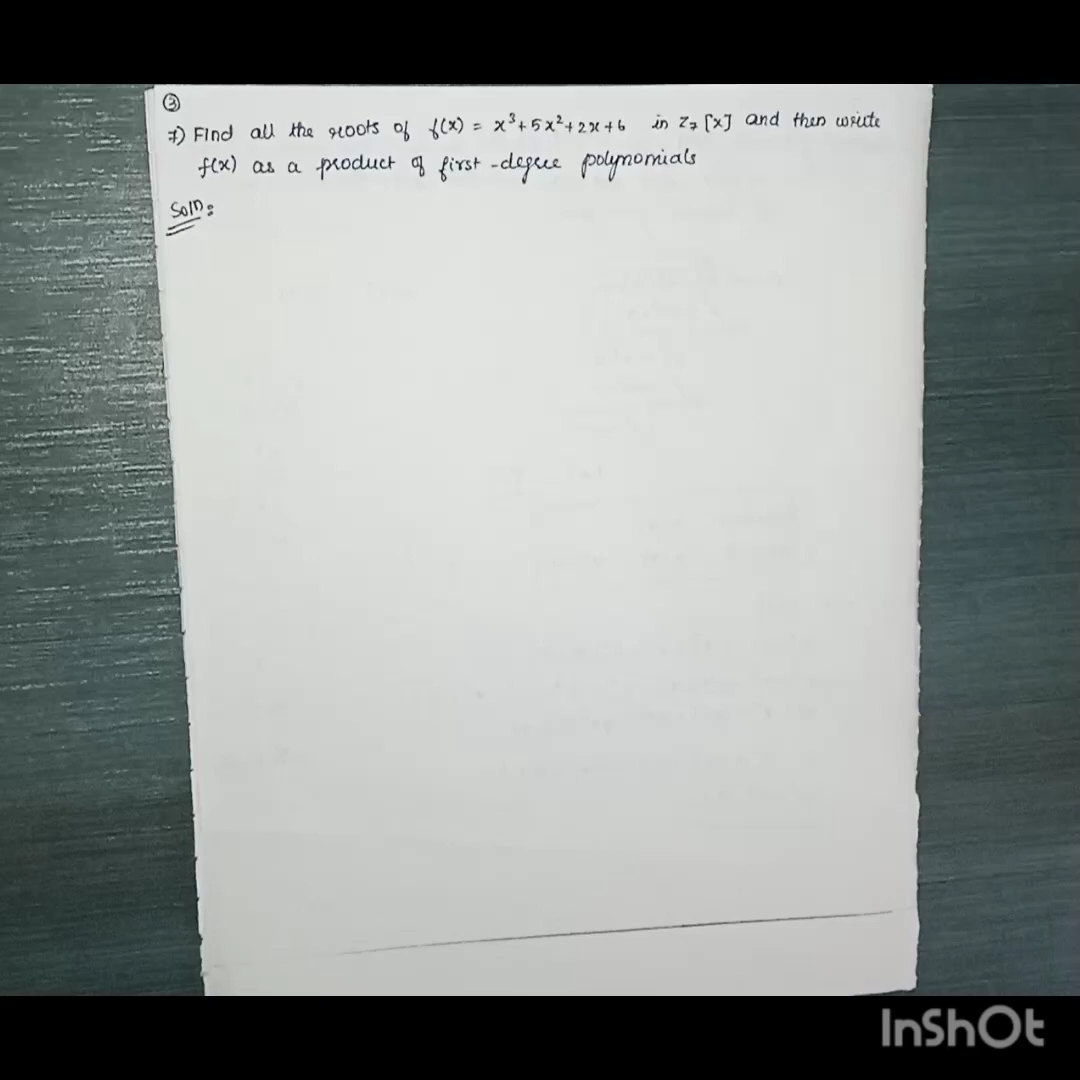 ③
7) Find all the roots of f(x) = x³ + 5x² + 2x + 6 in Z₇ [x] and then write
f(x) as a product of first-degree polynomials
Soln:
InShOt